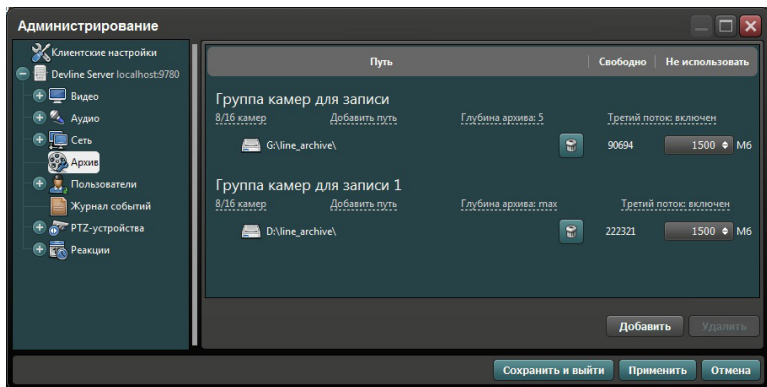 Администрирование
Клиентские настройки
Devline Server localhost:9780
Видео
Аудио
Сеть
Архив
Пользователи
Журнал событий
PTZ-устройства
Реакции
Путь Свободно Не использовать
Группа камер для записи
8/16 камер Добавить путь Глубина архива: 5 Третий поток: включен
G:\line_archive\ 90694 1500 Мб
Группа камер для записи 1
8/16 камер Добавить путь Глубина архива: max Третий поток: включен
D:\line_archive\ 222321 1500 Мб
Добавить Удалить
Сохранить и выйти Применить Отмена